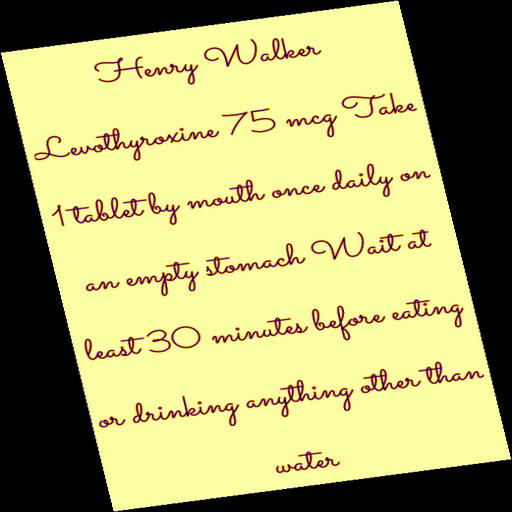 Henry Walker
Levothyroxine 75 mcg Take
1 tablet by mouth once daily on
an empty stomach Wait at
least 30 minutes before eating
or drinking anything other than
water